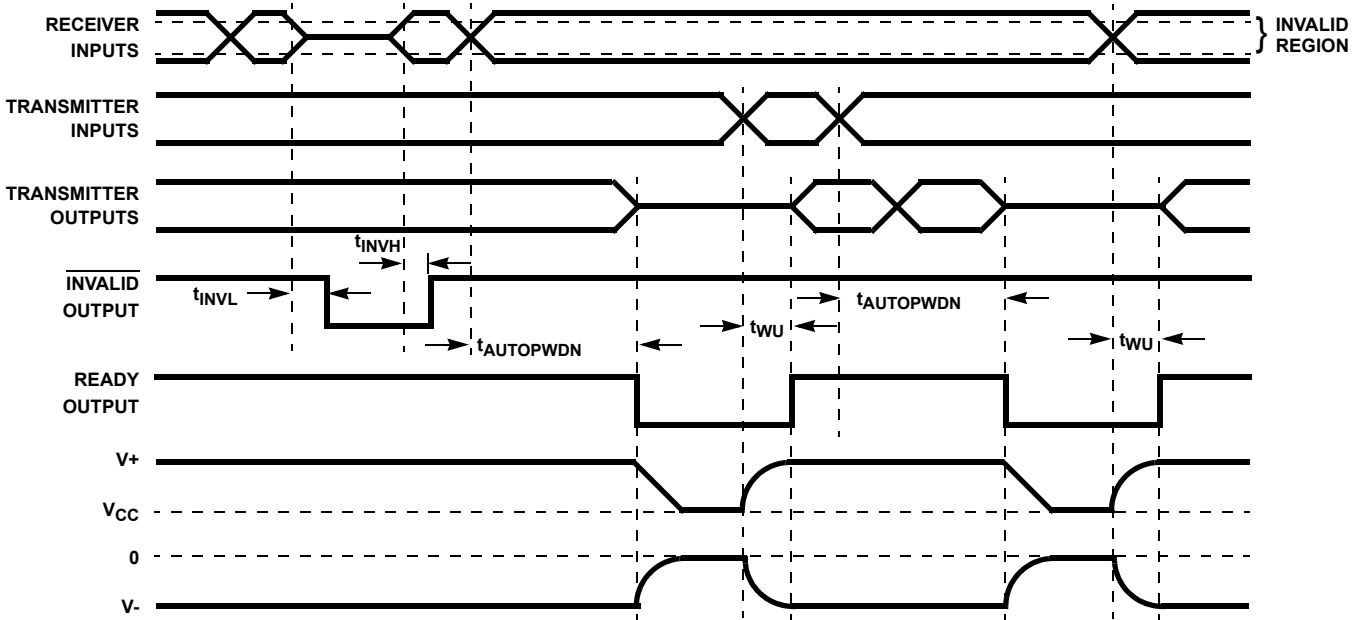 RECEIVER
INPUTS
} INVALID
REGION
TRANSMITTER
INPUTS
TRANSMITTER
OUTPUTS
tINVH
INVALID
OUTPUT
tINVL
tAUTOPWDN
tWU
tAUTOPWDN
tWU
READY
OUTPUT
V+
VCC
0
V-